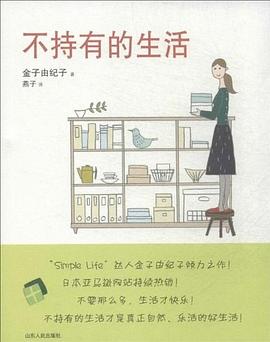 不持有的生活
金子由纪子 著
燕子 译
“Simple Life”达人金子由纪子倾力之作！
日本亚马逊网站持续热销！
不要那么多，生活才快乐！
不持有的生活才是真正自然、乐活的好生活！
山东人民出版社